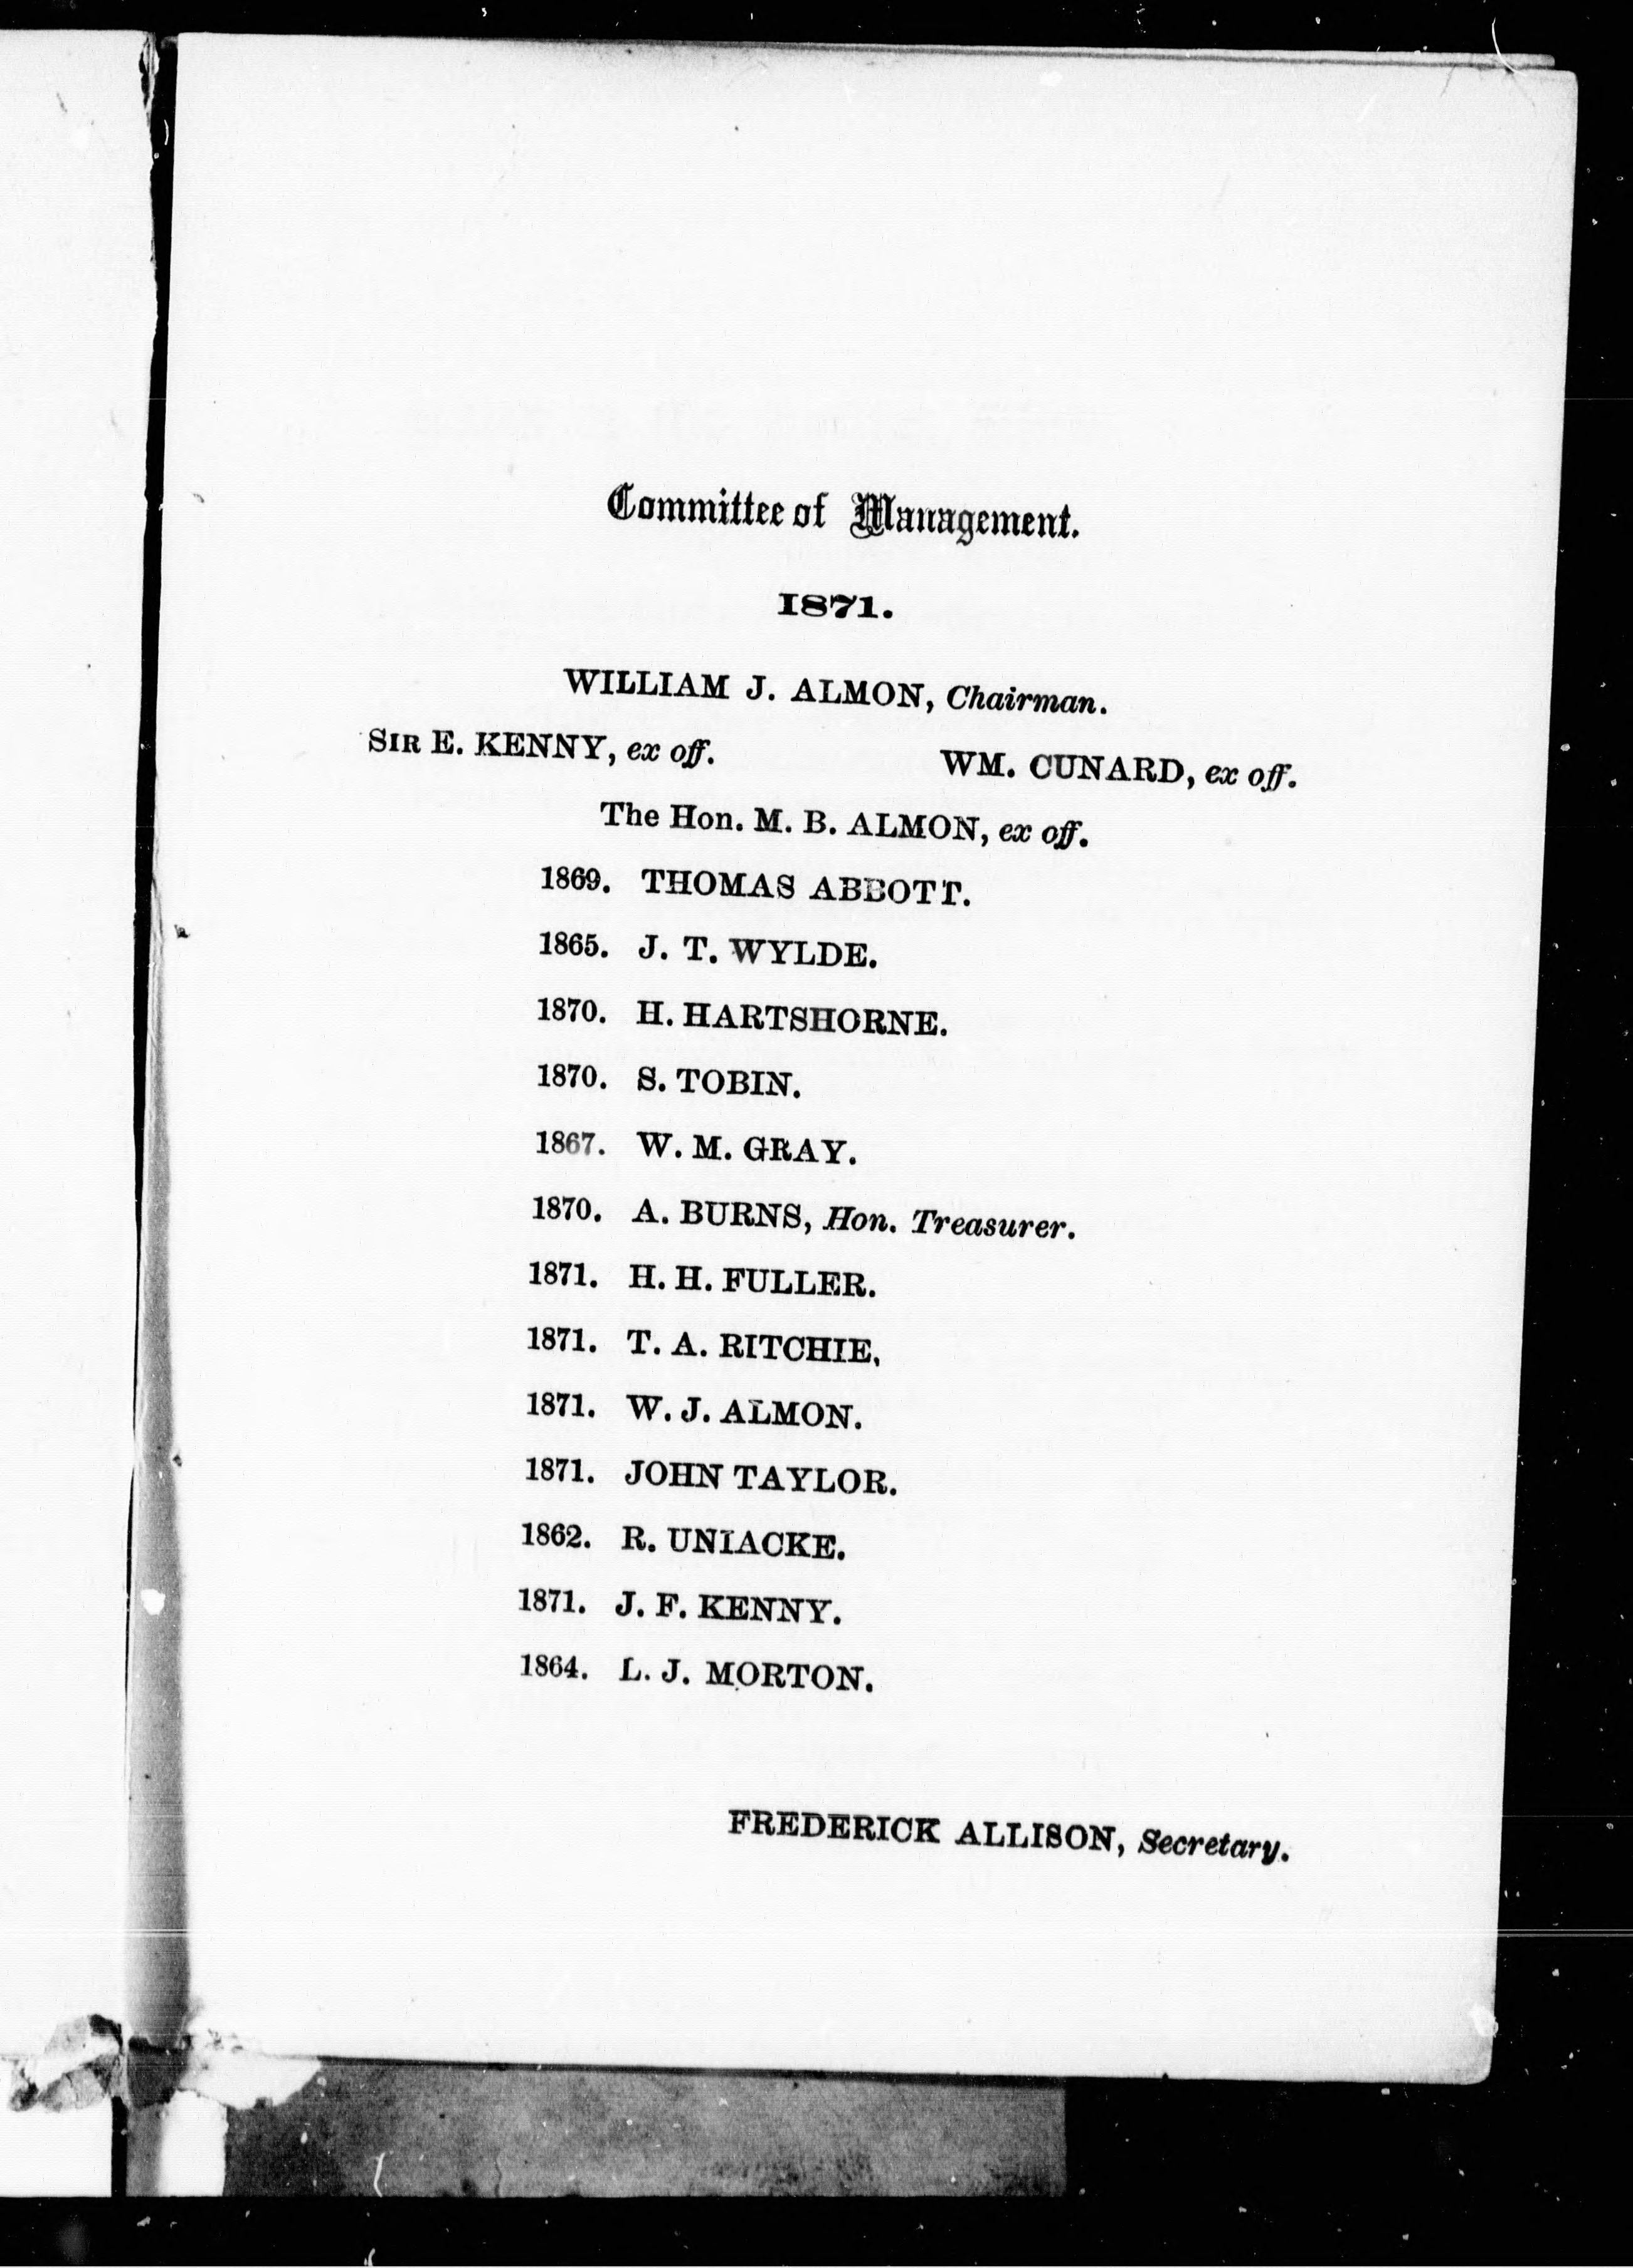 Committee of Management.
1871.
WILLIAM J. ALMON, Chairman.
SIR E. KENNY, ex off. WM. CUNARD, ex off.
The Hon. M. B. ALMON, ex off.
1869. THOMAS ABBOTT.
1865. J. T. WYLDE.
1870. H. HARTSHORNE.
1870. S. TOBIN.
1867. W. M. GRAY.
1870. A. BURNS, Hon. Treasurer.
1871. H. H. FULLER.
1871. T. A. RITCHIE,
1871. W. J. ALMON.
1871. JOHN TAYLOR.
1862. R. UNIACKE.
1871. J. F. KENNY.
1864. L. J. MORTON.
FREDERICK ALLISON, Secretary.